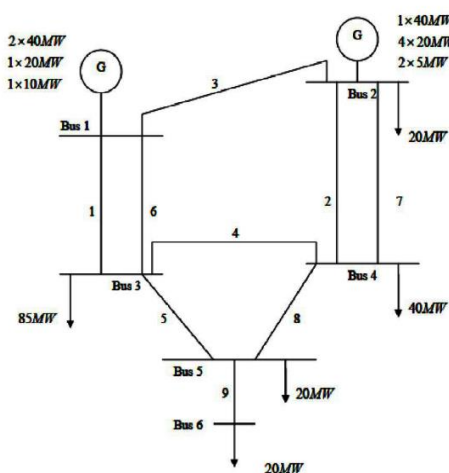 2×40MW
1×20MW
1×10MW
G
1×40MW
4×20MW
2×5MW
G
3
Bus 1
Bus 2
20MW
1
6
2
7
4
Bus 3
Bus 4
85MW
5
8
40MW
Bus 5
9
20MW
Bus 6
20MW